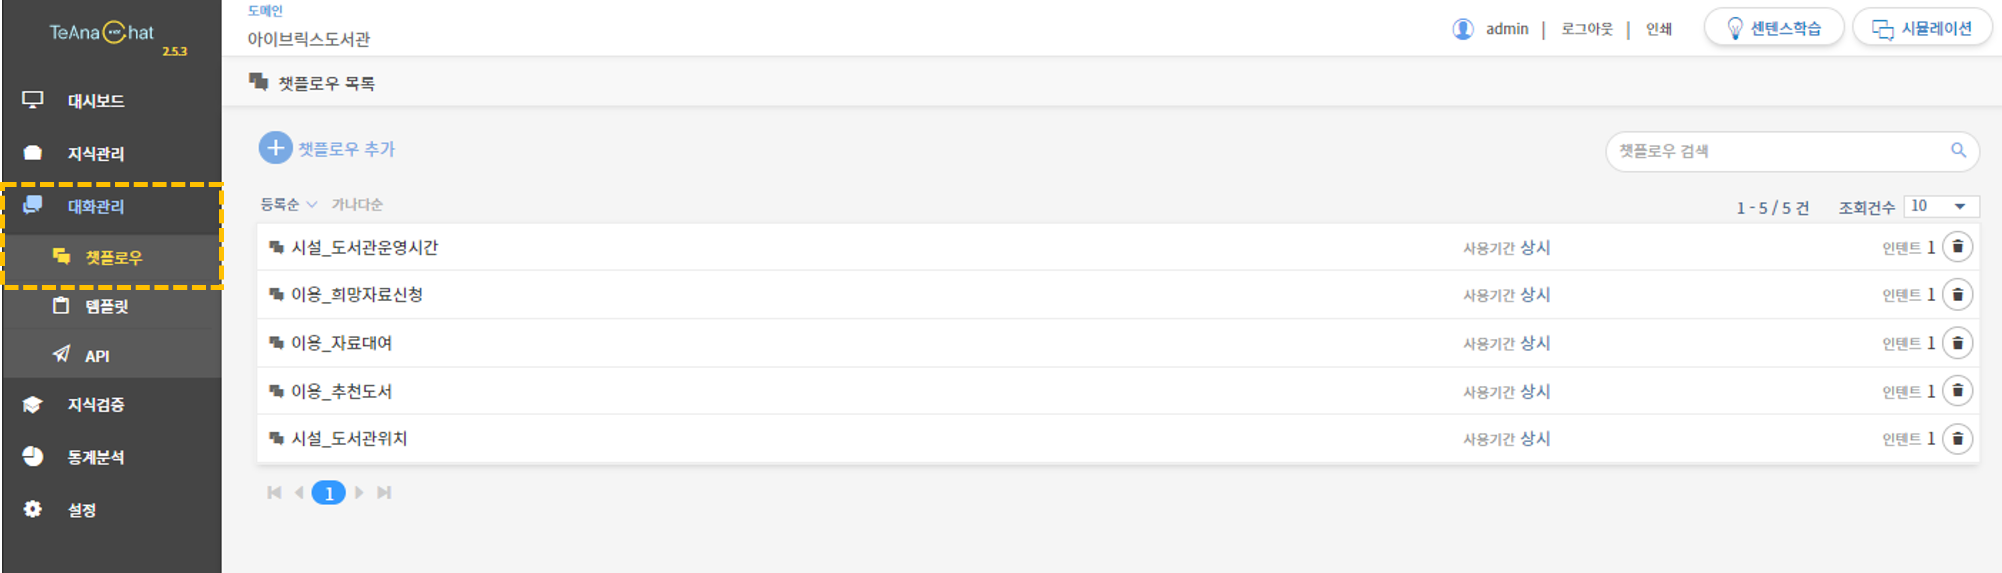 TeAna Chat
2.5.3
대시보드
지식관리
대화관리
챗플로우
템플릿
API
지식검증
통계분석
설정
도메인
아이브릭스도서관
admin | 로그아웃 | 인쇄
센텐스학습
시뮬레이션
챗플로우 목록
챗플로우 추가
챗플로우 검색
등록순 가나다순
1 - 5 / 5 건 조회건수 10
시설_도서관운영시간 사용기간 상시 인텐트 1
이용_희망자료신청 사용기간 상시 인텐트 1
이용_자료대여 사용기간 상시 인텐트 1
이용_추천도서 사용기간 상시 인텐트 1
시설_도서관위치 사용기간 상시 인텐트 1
1